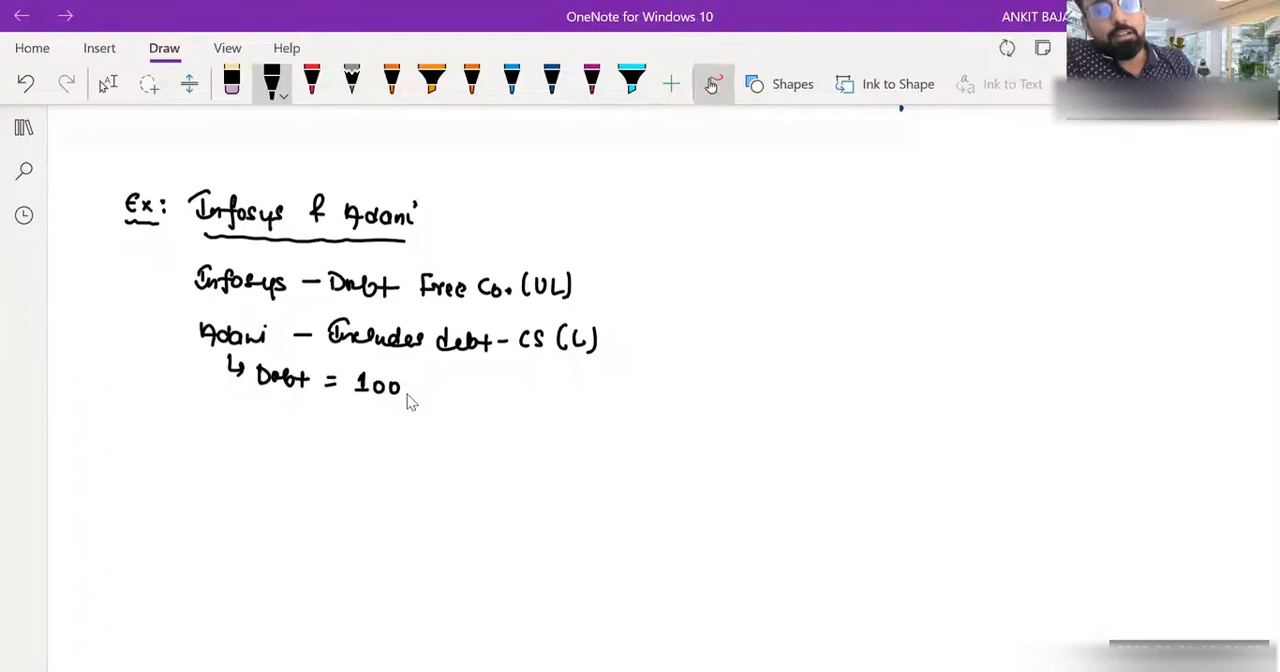 OneNote for Windows 10
ANKIT BAJA
Home Insert Draw View Help
Shapes Ink to Shape Ink to Text
Ex: Infosys & Adani
Infosys - Debt Free Co. (UL)
Adani - Includes debt - CS (L)
↳ Debt = 100